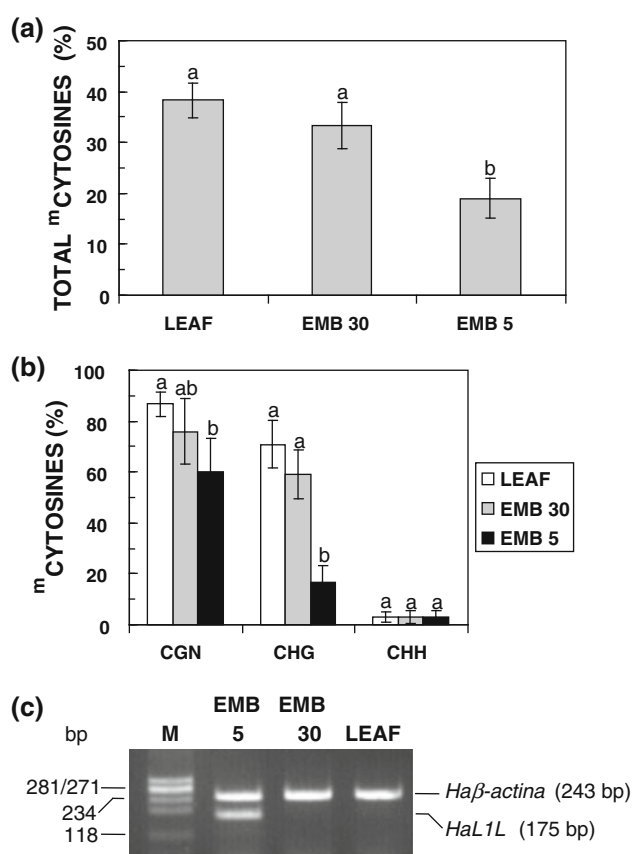 (a)
TOTAL ᵐCYTOSINES (%)
50
40
30
20
10
0
a
a
b
LEAF
EMB 30
EMB 5
(b)
ᵐCYTOSINES (%)
100
80
60
40
20
0
a ab b
a a b
a a a
CGN
CHG
CHH
LEAF
EMB 30
EMB 5
(c)
bp
M
EMB 5
EMB 30
LEAF
281/271
234
118
Haβ-actina (243 bp)
HaL1L (175 bp)